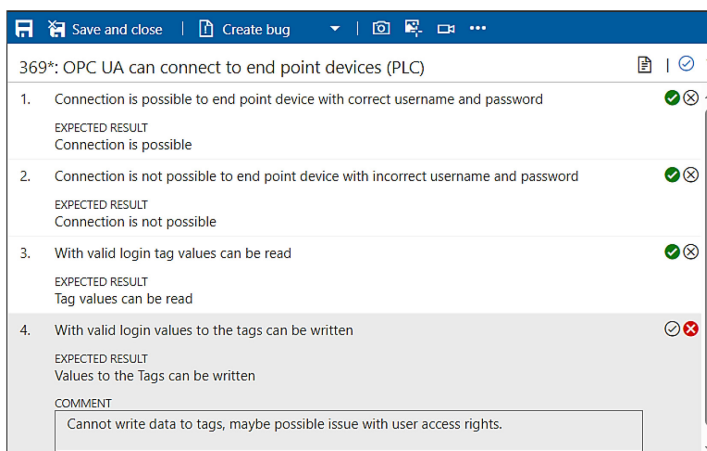 Save and close | Create bug
369*: OPC UA can connect to end point devices (PLC)
1. Connection is possible to end point device with correct username and password
EXPECTED RESULT
Connection is possible
2. Connection is not possible to end point device with incorrect username and password
EXPECTED RESULT
Connection is not possible
3. With valid login tag values can be read
EXPECTED RESULT
Tag values can be read
4. With valid login values to the tags can be written
EXPECTED RESULT
Values to the Tags can be written
COMMENT
Cannot write data to tags, maybe possible issue with user access rights.